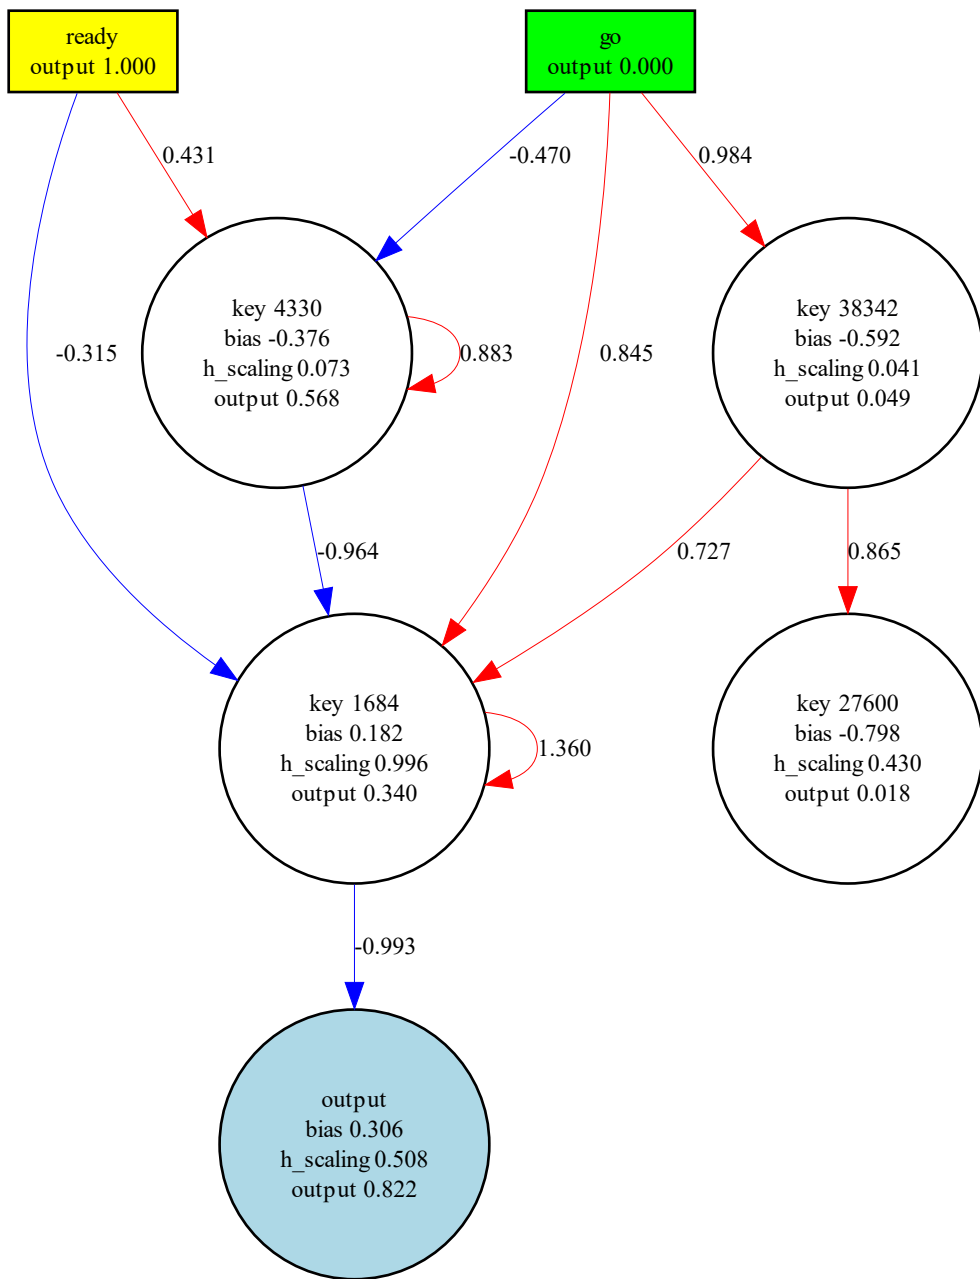 ready
output 1.000
go
output 0.000
0.431
-0.470
0.984
key 4330
bias -0.376
h_scaling 0.073
output 0.568
key 38342
bias -0.592
h_scaling 0.041
output 0.049
-0.315
0.883
0.845
-0.964
0.727
0.865
key 1684
bias 0.182
h_scaling 0.996
output 0.340
1.360
key 27600
bias -0.798
h_scaling 0.430
output 0.018
-0.993
output
bias 0.306
h_scaling 0.508
output 0.822